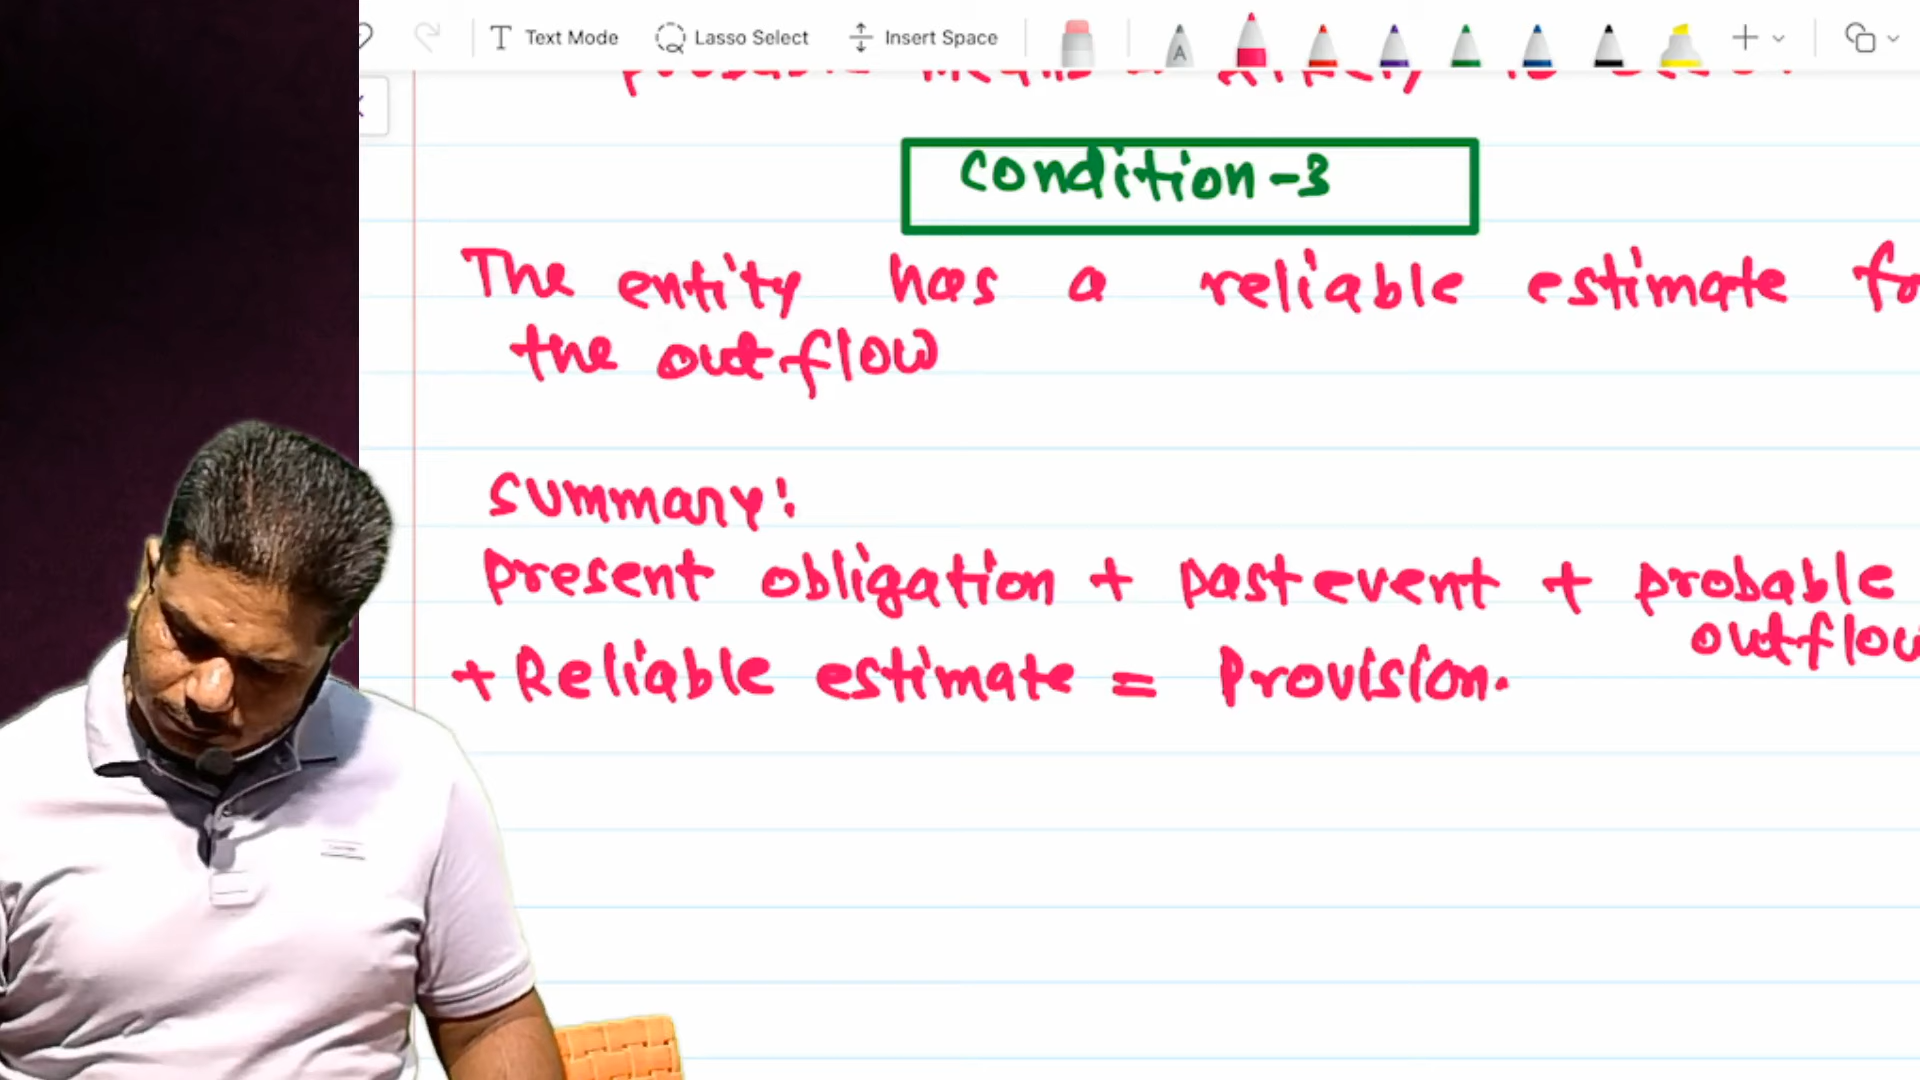 Text Mode Lasso Select Insert Space
Condition-3
The entity has a reliable estimate
the outflow
Summary:
present obligation + past event + probable
outflow
+ Reliable estimate = Provision.